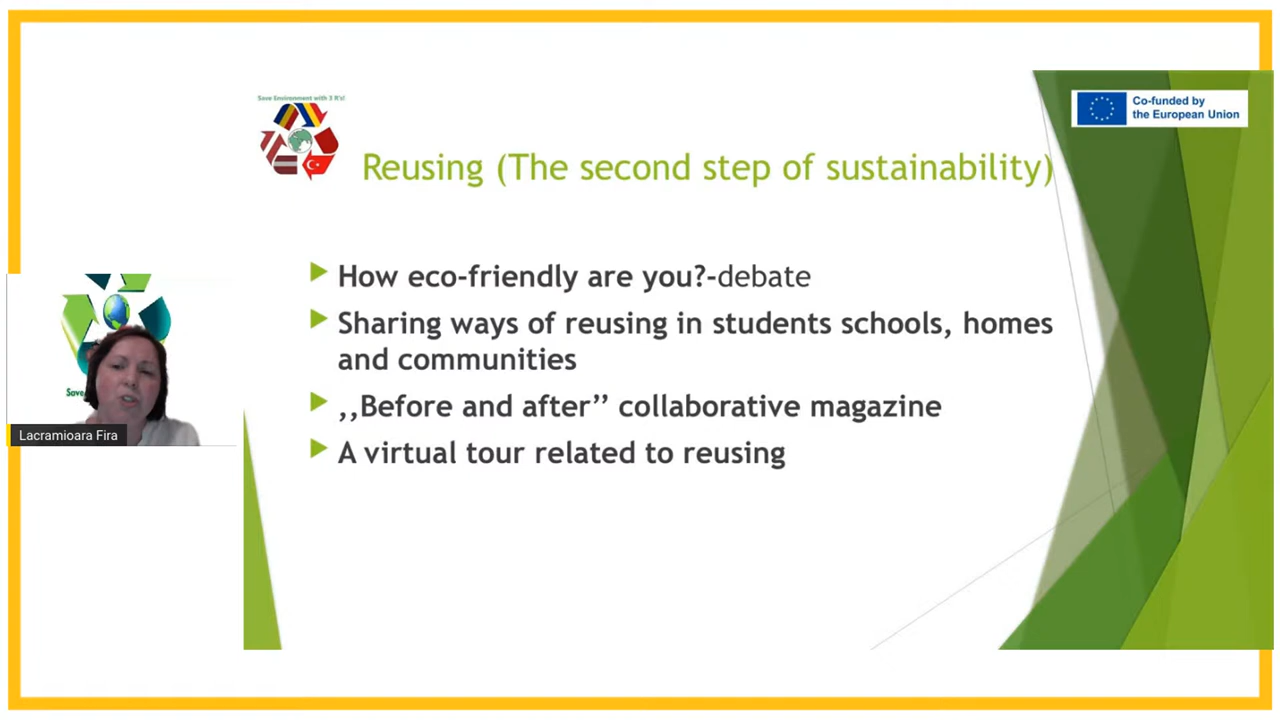 Save Environment with 3 R's!
Co-funded by
the European Union
Reusing (The second step of sustainability)
How eco-friendly are you?-debate
Sharing ways of reusing in students schools, homes
and communities
,,Before and after’’ collaborative magazine
A virtual tour related to reusing
Save
Lacramioara Fira